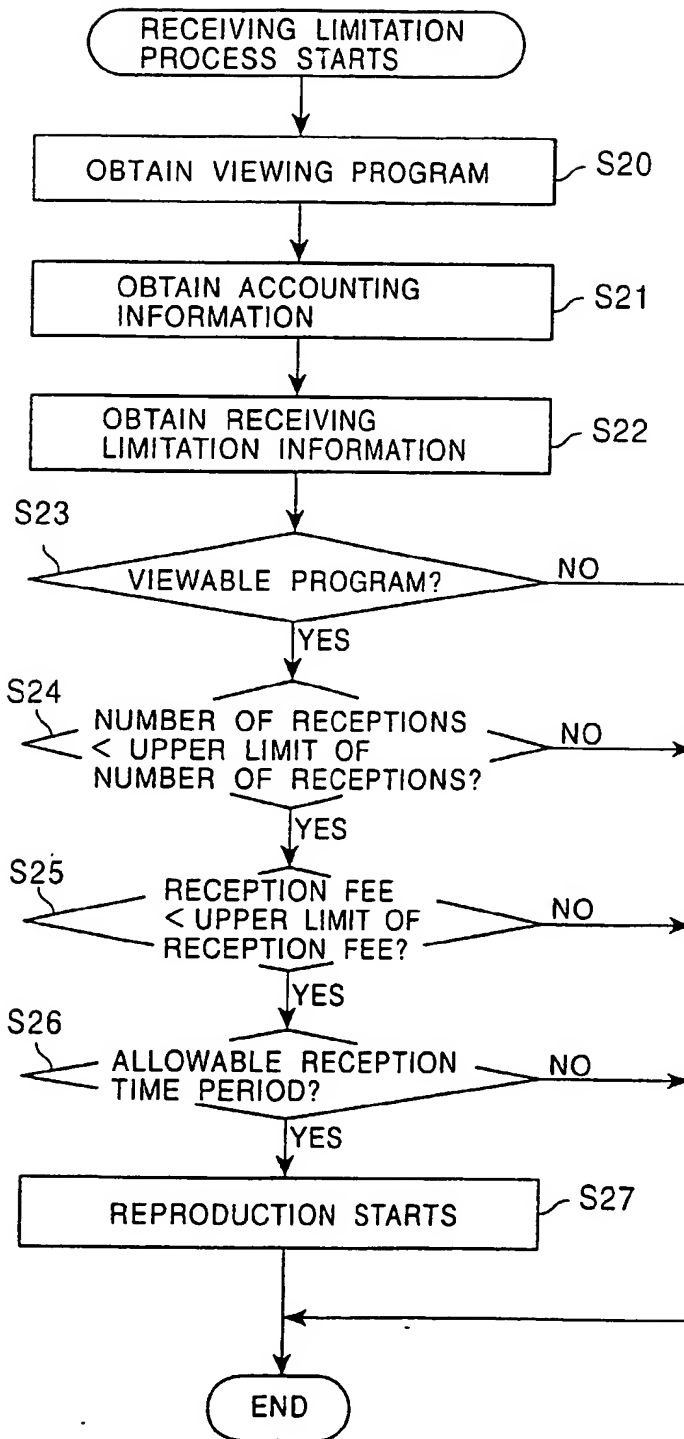 RECEIVING LIMITATION
PROCESS STARTS
OBTAIN VIEWING PROGRAM
S20
OBTAIN ACCOUNTING
INFORMATION
S21
OBTAIN RECEIVING
LIMITATION INFORMATION
S22
S23
VIEWABLE PROGRAM?
NO
YES
S24
NUMBER OF RECEPTIONS
< UPPER LIMIT OF
NUMBER OF RECEPTIONS?
NO
YES
S25
RECEPTION FEE
< UPPER LIMIT OF
RECEPTION FEE?
NO
YES
S26
ALLOWABLE RECEPTION
TIME PERIOD?
NO
YES
REPRODUCTION STARTS
S27
END